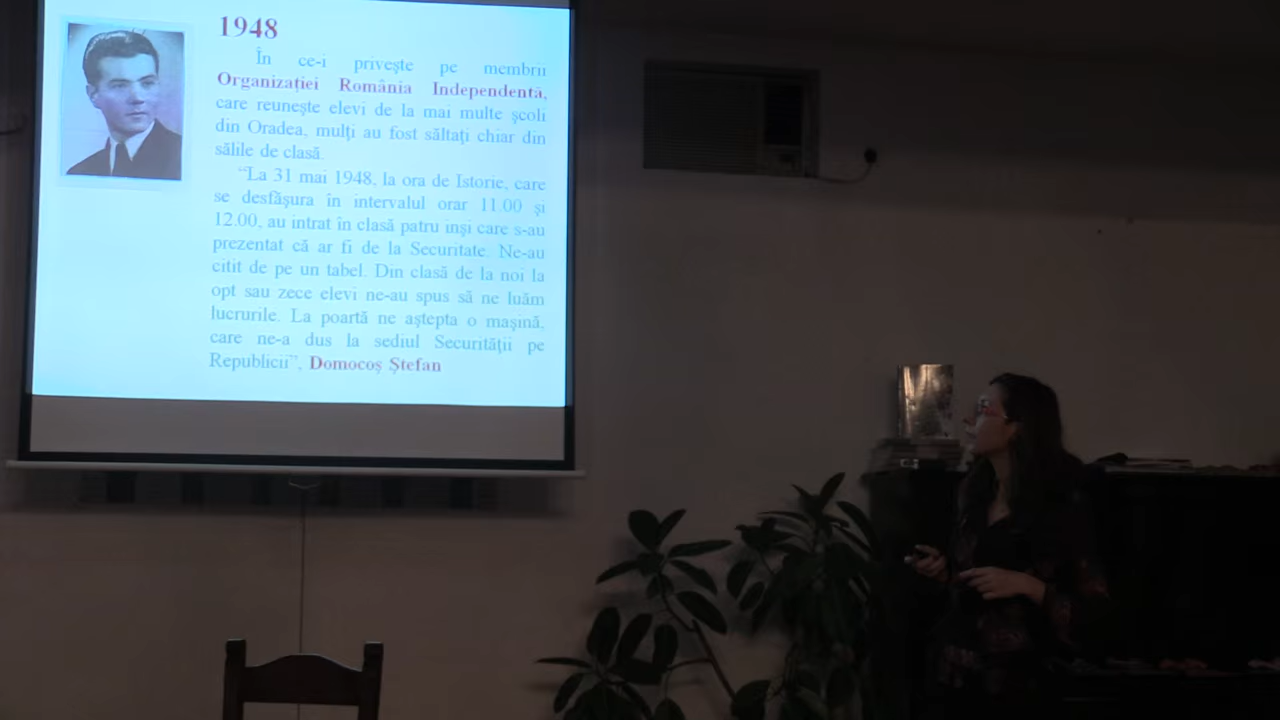 1948
În ce-i privește pe membrii
Organizației România Independentă,
care reunește elevi de la mai multe școli
din Oradea, mulți au fost săltați chiar din
sălile de clasă.
“La 31 mai 1948, la ora de Istorie, care
se desfășura în intervalul orar 11.00 și
12.00, au intrat în clasă patru inși care s-au
prezentat că ar fi de la Securitate. Ne-au
citit de pe un tabel. Din clasă de la noi la
opt sau zece elevi ne-au spus să ne luăm
lucrurile. La poartă ne aștepta o mașină,
care ne-a dus la sediul Securității pe
Republicii”, Domocoș Ștefan